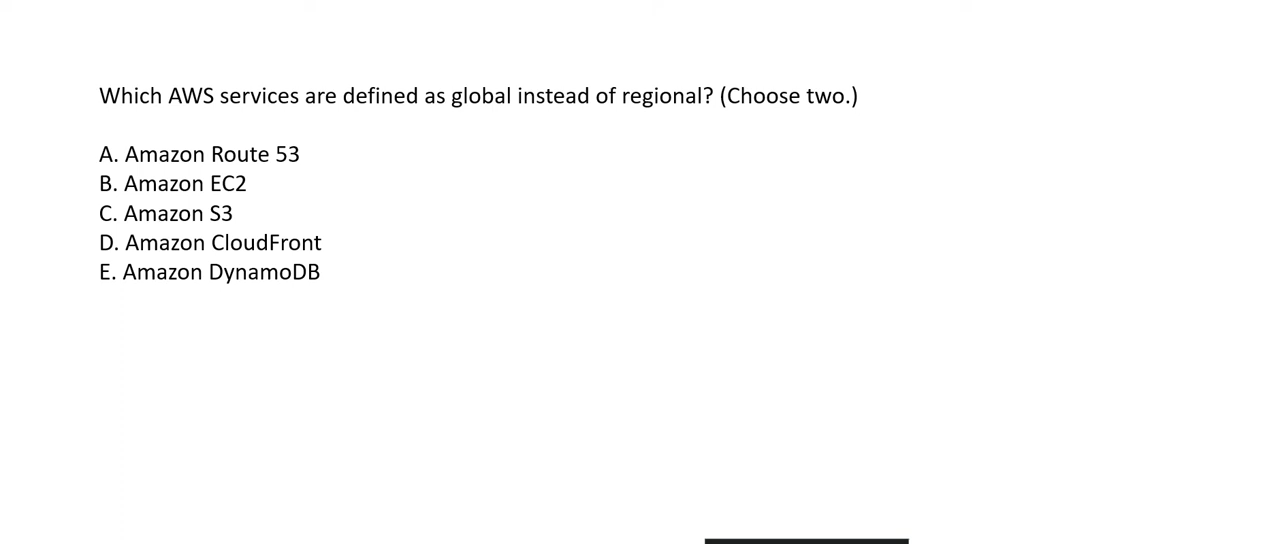 Which AWS services are defined as global instead of regional? (Choose two.)
A. Amazon Route 53
B. Amazon EC2
C. Amazon S3
D. Amazon CloudFront
E. Amazon DynamoDB